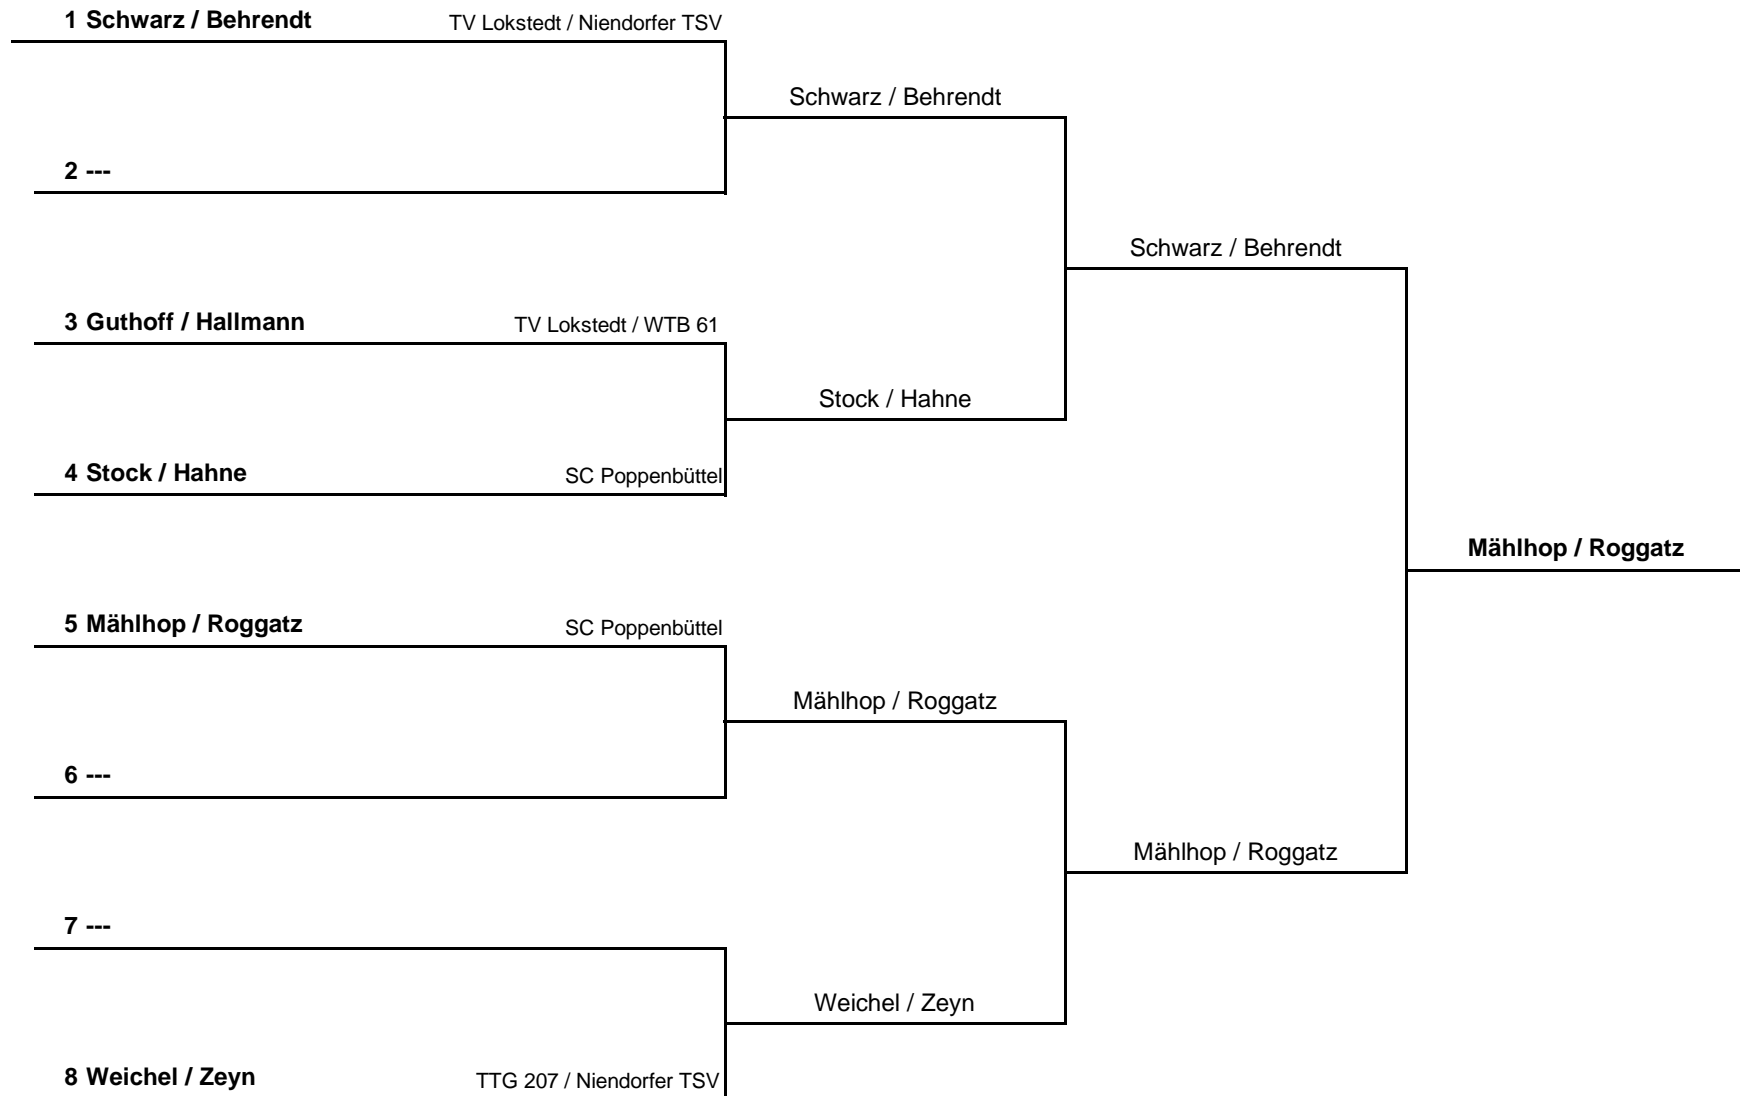 1 Schwarz / Behrendt TV Lokstedt / Niendorfer TSV
Schwarz / Behrendt
2 ---
Schwarz / Behrendt
3 Guthoff / Hallmann TV Lokstedt / WTB 61
Stock / Hahne
4 Stock / Hahne SC Poppenbüttel
Mählhop / Roggatz
5 Mählhop / Roggatz SC Poppenbüttel
Mählhop / Roggatz
6 ---
Mählhop / Roggatz
7 ---
Weichel / Zeyn
8 Weichel / Zeyn TTG 207 / Niendorfer TSV